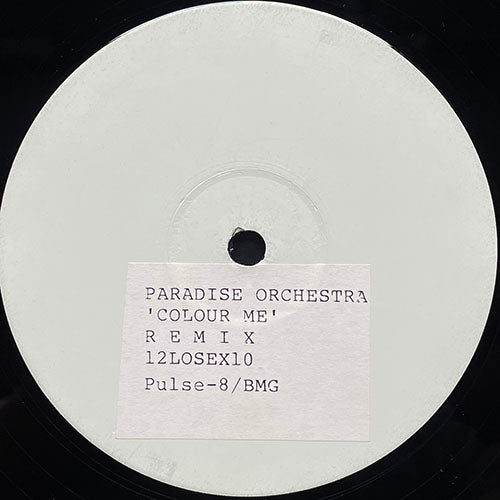 PARADISE ORCHESTRA
'COLOUR ME'
R E M I X
12LOSEX10
Pulse-8/BMG